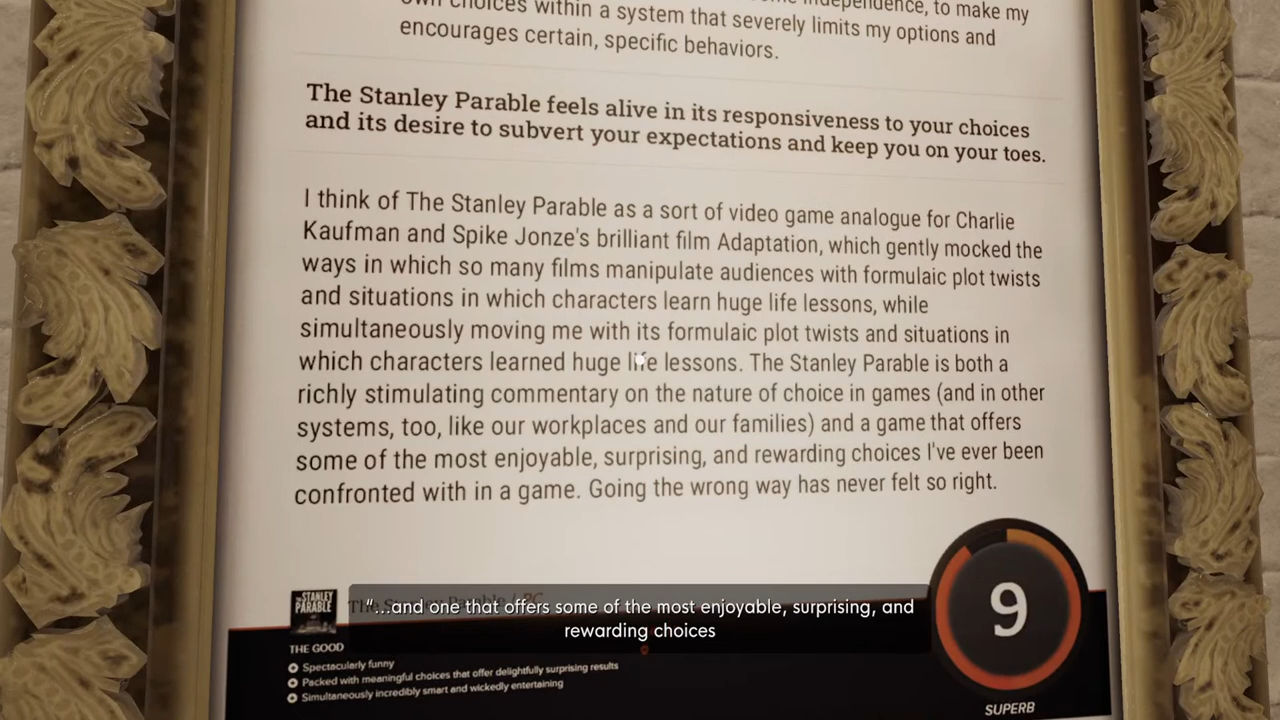 independence, to make my
own choices within a system that severely limits my options and
encourages certain, specific behaviors.
The Stanley Parable feels alive in its responsiveness to your choices
and its desire to subvert your expectations and keep you on your toes.
I think of The Stanley Parable as a sort of video game analogue for Charlie
Kaufman and Spike Jonze's brilliant film Adaptation, which gently mocked the
ways in which so many films manipulate audiences with formulaic plot twists
and situations in which characters learn huge life lessons, while
simultaneously moving me with its formulaic plot twists and situations in
which characters learned huge life lessons. The Stanley Parable is both a
richly stimulating commentary on the nature of choice in games (and in other
systems, too, like our workplaces and our families) and a game that offers
some of the most enjoyable, surprising, and rewarding choices I've ever been
confronted with in a game. Going the wrong way has never felt so right.
STANLEY
PARABLE
The Stanley Parable / PC
"...and one that offers some of the most enjoyable, surprising, and
rewarding choices
9
THE GOOD
Spectacularly funny
Packed with meaningful choices that offer delightfully surprising results
Simultaneously incredibly smart and wickedly entertaining
SUPERB